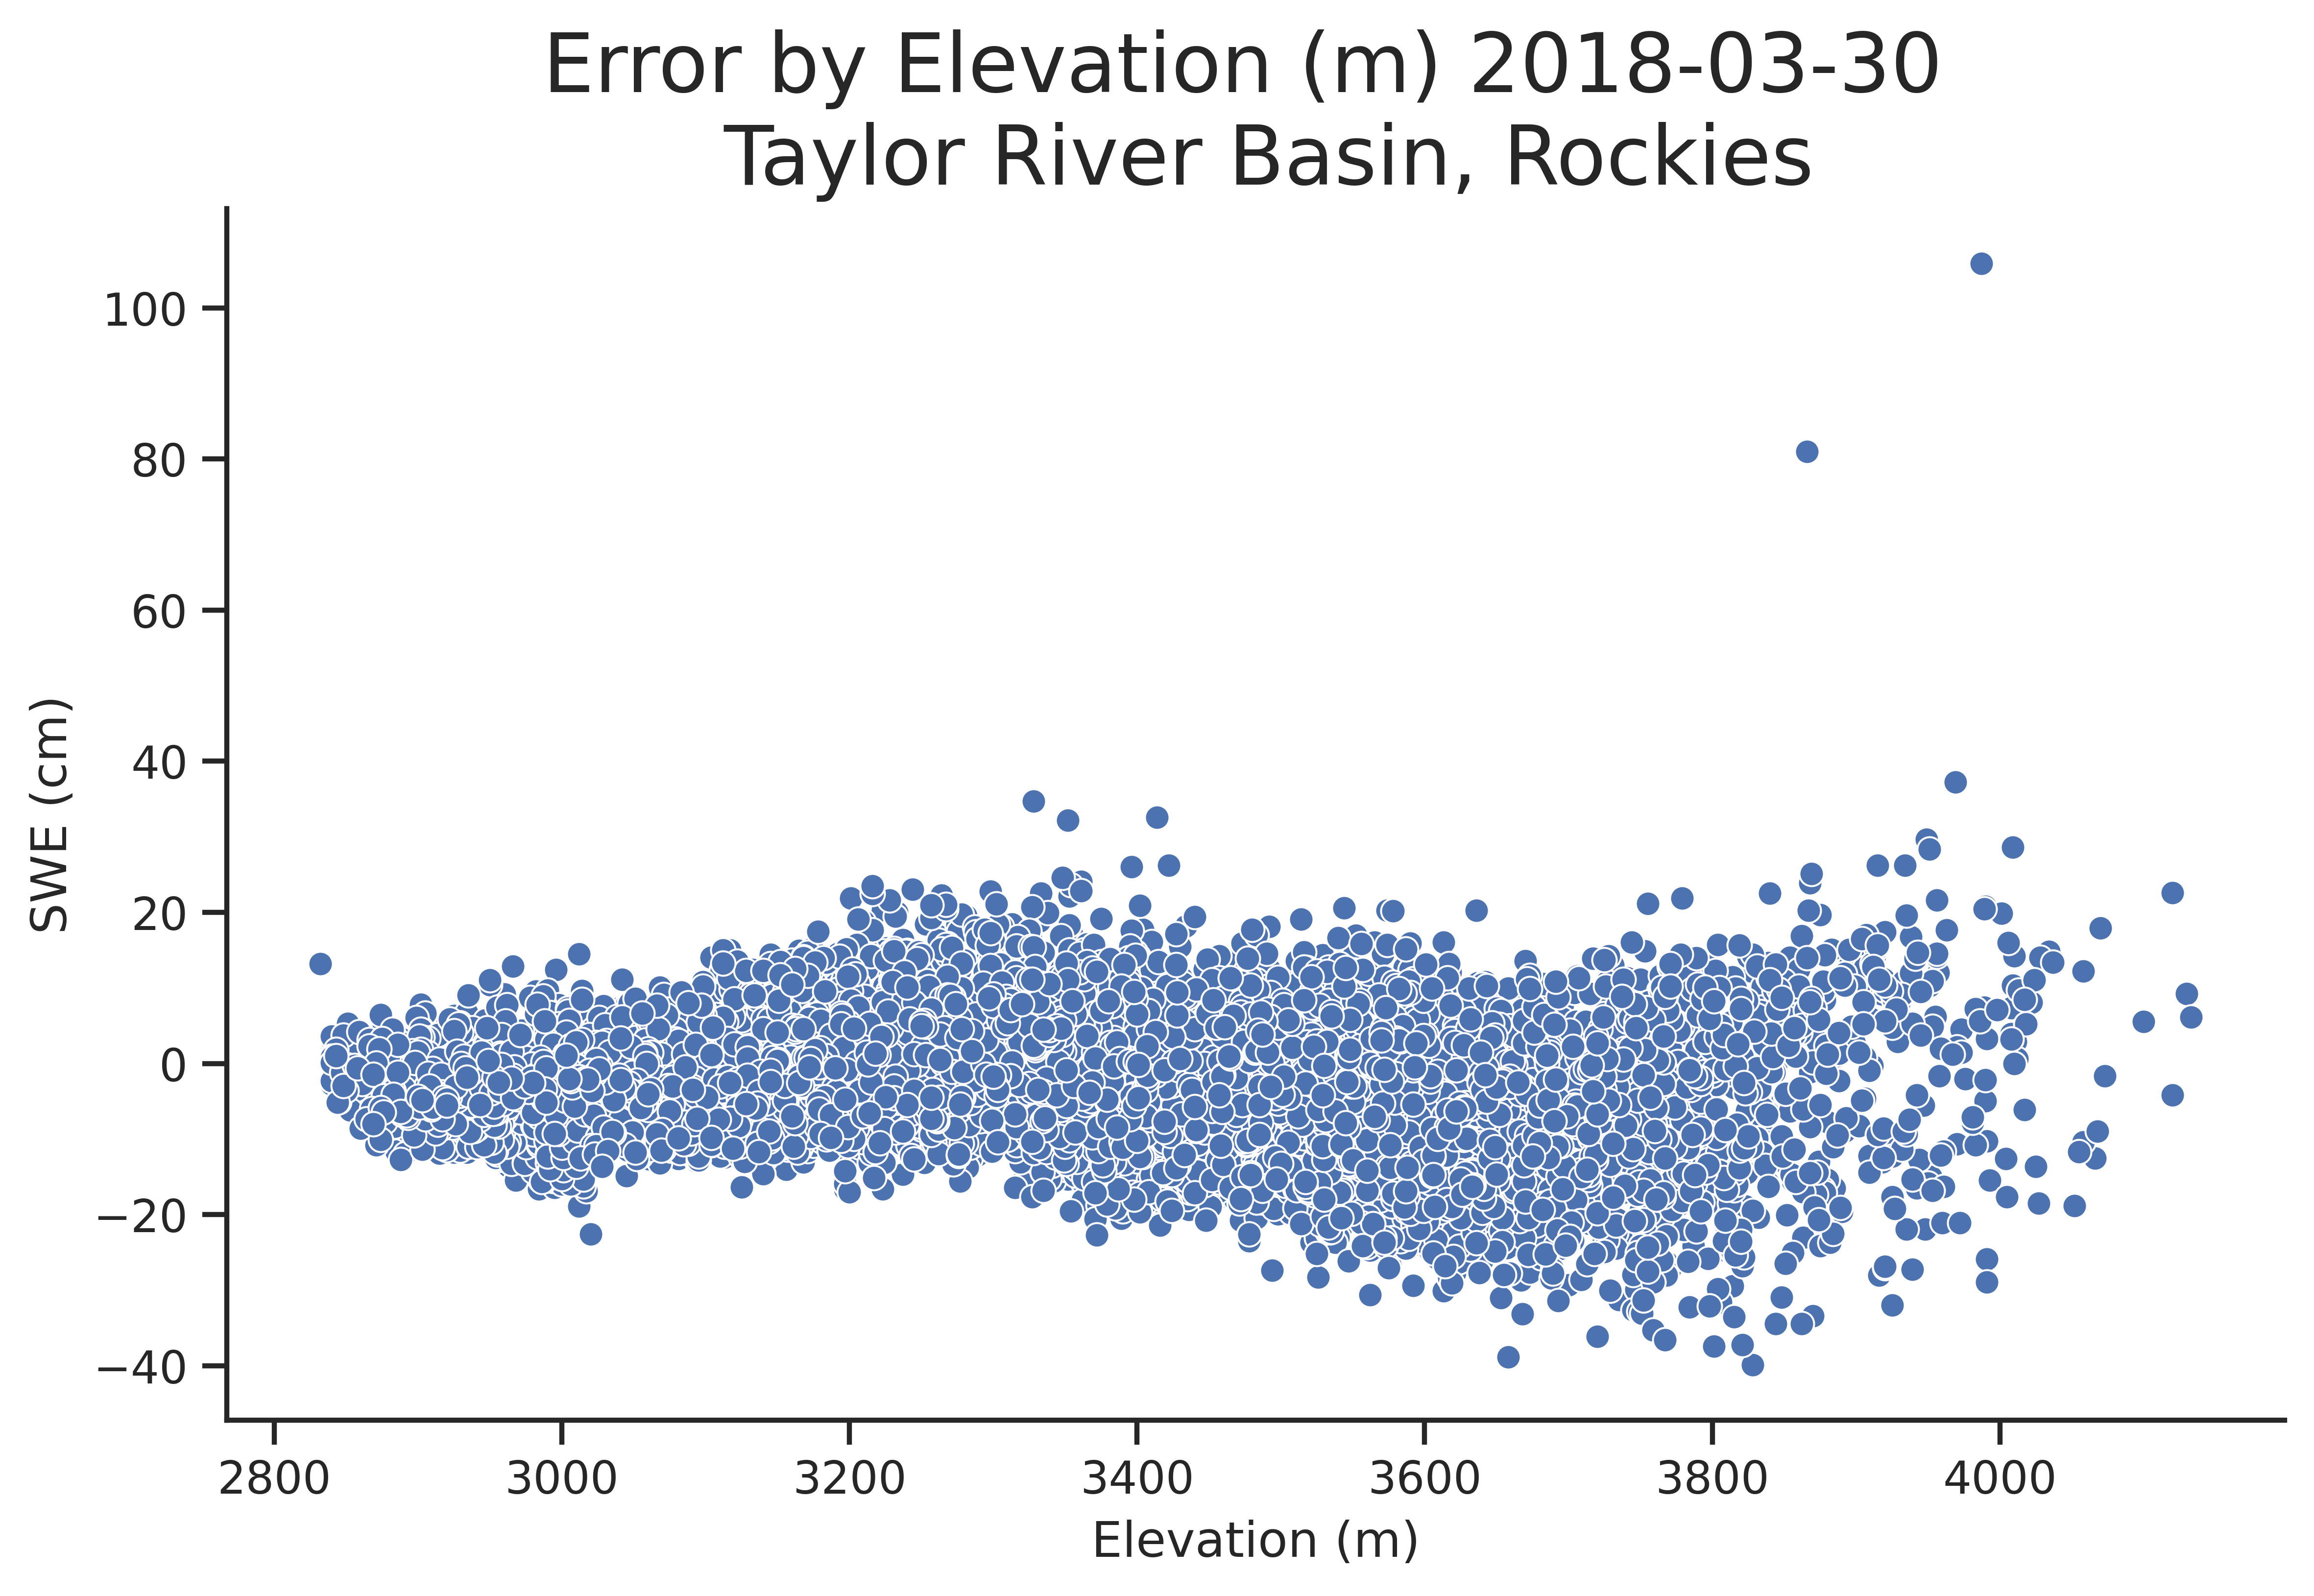 Error by Elevation (m) 2018-03-30
Taylor River Basin, Rockies
SWE (cm)
100
80
60
40
20
0
−20
−40
2800 3000 3200 3400 3600 3800 4000
Elevation (m)